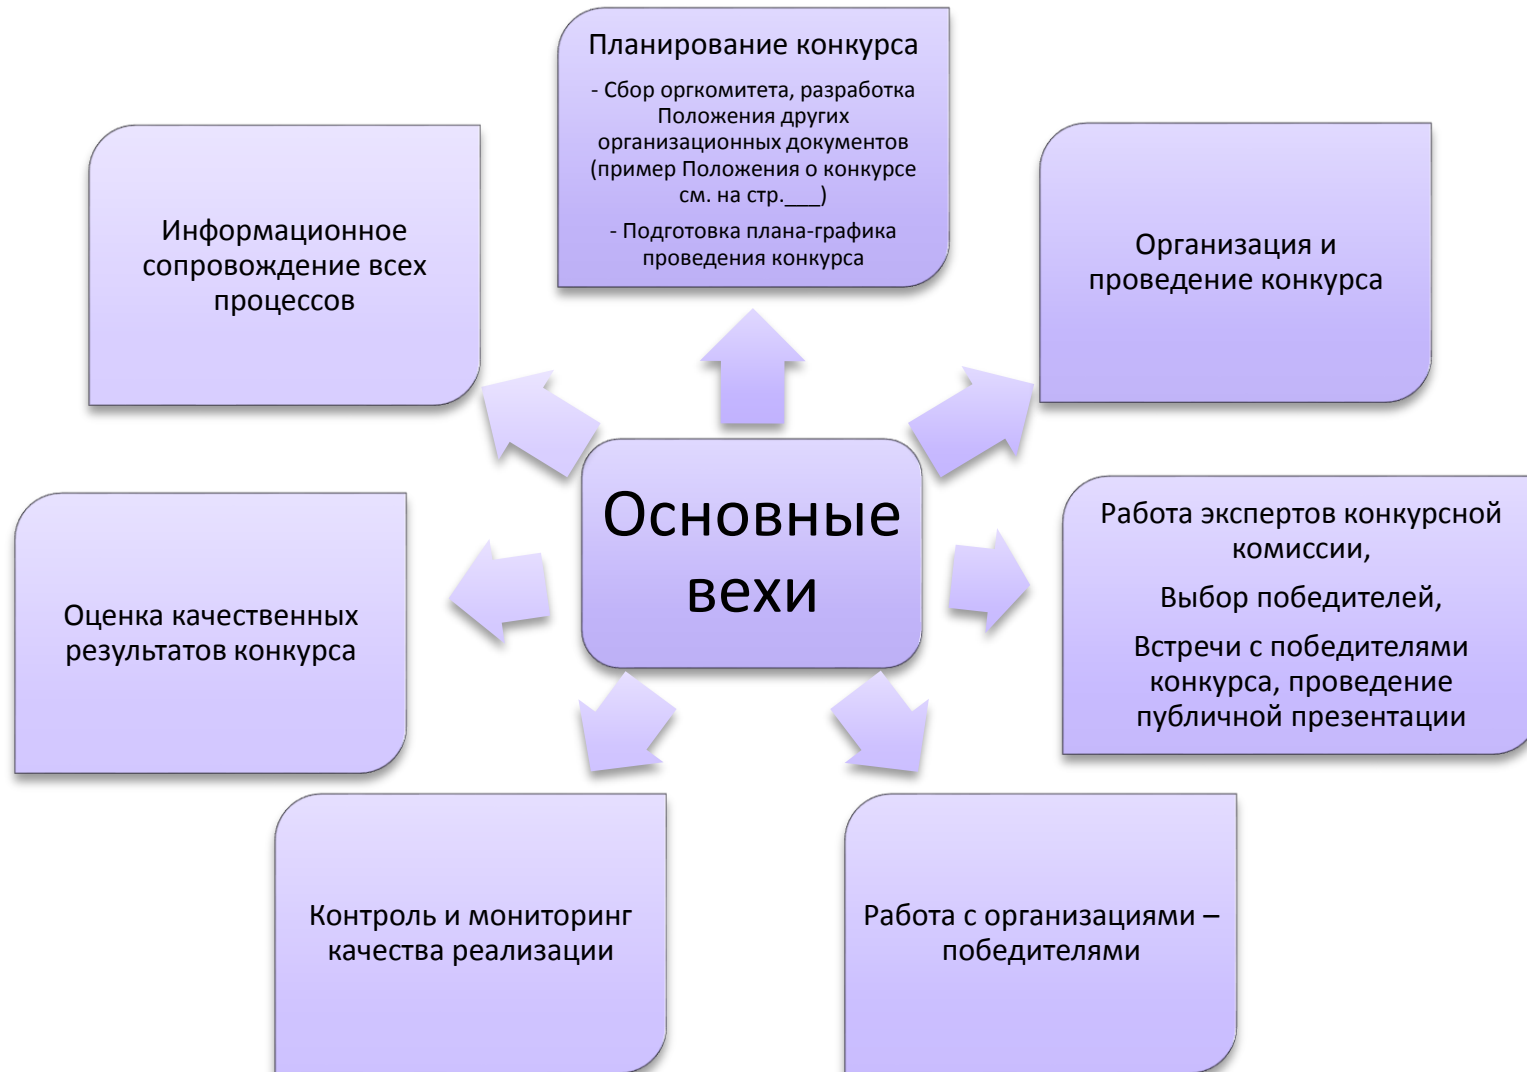 Планирование конкурса
- Сбор оргкомитета, разработка
Положения других
организационных документов
(пример Положения о конкурсе
см. на стр.___)
- Подготовка плана-графика
проведения конкурса
Информационное
сопровождение всех
процессов
Организация и
проведение конкурса
Основные
вехи
Работа экспертов конкурсной
комиссии,
Выбор победителей,
Встречи с победителями
конкурса, проведение
публичной презентации
Оценка качественных
результатов конкурса
Контроль и мониторинг
качества реализации
Работа с организациями –
победителями